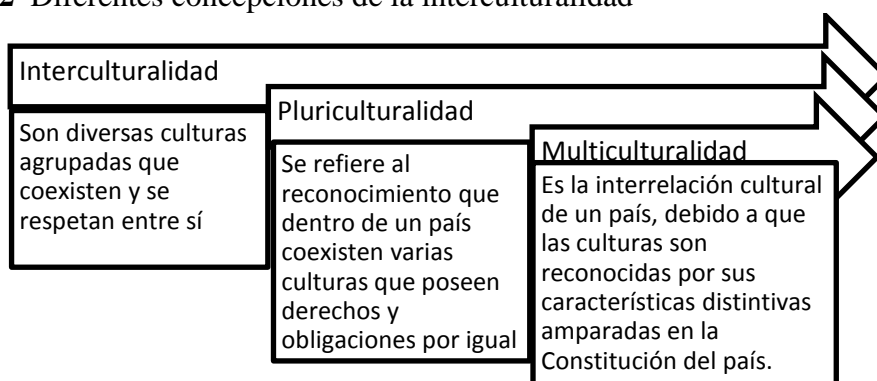 2 Diferentes concepciones de la interculturalidad
Interculturalidad
Son diversas culturas
agrupadas que
coexisten y se
respetan entre sí
Pluriculturalidad
Se refiere al
reconocimiento que
dentro de un país
coexisten varias
culturas que poseen
derechos y
obligaciones por igual
Multiculturalidad
Es la interrelación cultural
de un país, debido a que
las culturas son
reconocidas por sus
características distintivas
amparadas en la
Constitución del país.